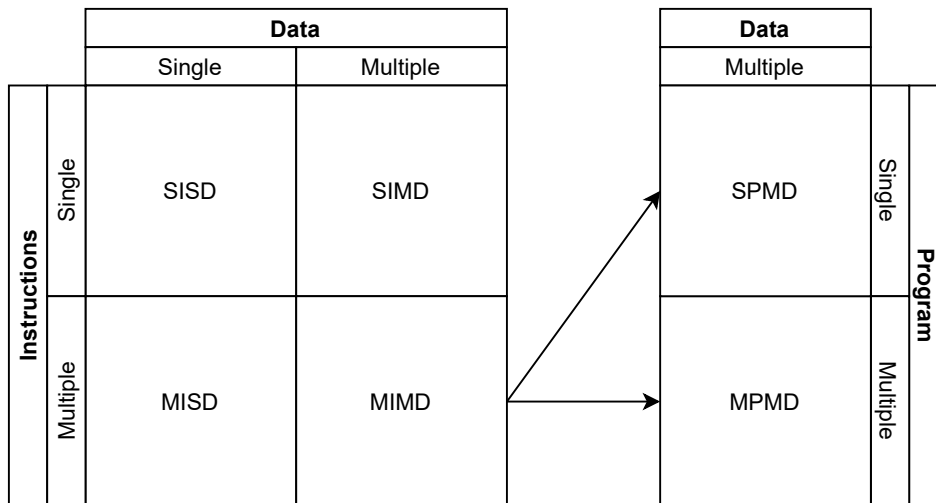 Data
Data
Single
Multiple
Multiple
Instructions
Single
SISD
SIMD
SPMD
Single
Program
Multiple
MISD
MIMD
MPMD
Multiple